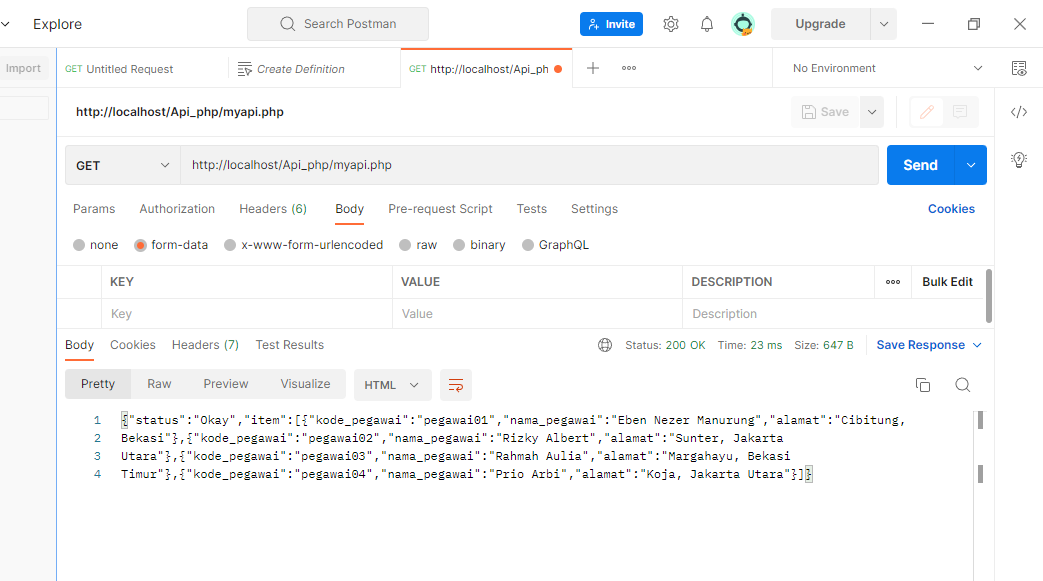 Explore
Search Postman
Invite
Upgrade
Import
GET Untitled Request
Create Definition
GET http://localhost/Api_ph
No Environment
http://localhost/Api_php/myapi.php
Save
GET
http://localhost/Api_php/myapi.php
Send
Params Authorization Headers (6) Body Pre-request Script Tests Settings Cookies
none form-data x-www-form-urlencoded raw binary GraphQL
KEY VALUE DESCRIPTION Bulk Edit
Key Value Description
Body Cookies Headers (7) Test Results Status: 200 OK Time: 23 ms Size: 647 B Save Response
Pretty Raw Preview Visualize HTML
1 {"status":"Okay","item":[{"kode_pegawai":"pegawai01","nama_pegawai":"Eben Nezer Manurung","alamat":"Cibitung,
2 Bekasi"},{"kode_pegawai":"pegawai02","nama_pegawai":"Rizky Albert","alamat":"Sunter, Jakarta
3 Utara"},{"kode_pegawai":"pegawai03","nama_pegawai":"Rahmah Aulia","alamat":"Margahayu, Bekasi
4 Timur"},{"kode_pegawai":"pegawai04","nama_pegawai":"Prio Arbi","alamat":"Koja, Jakarta Utara"}]}